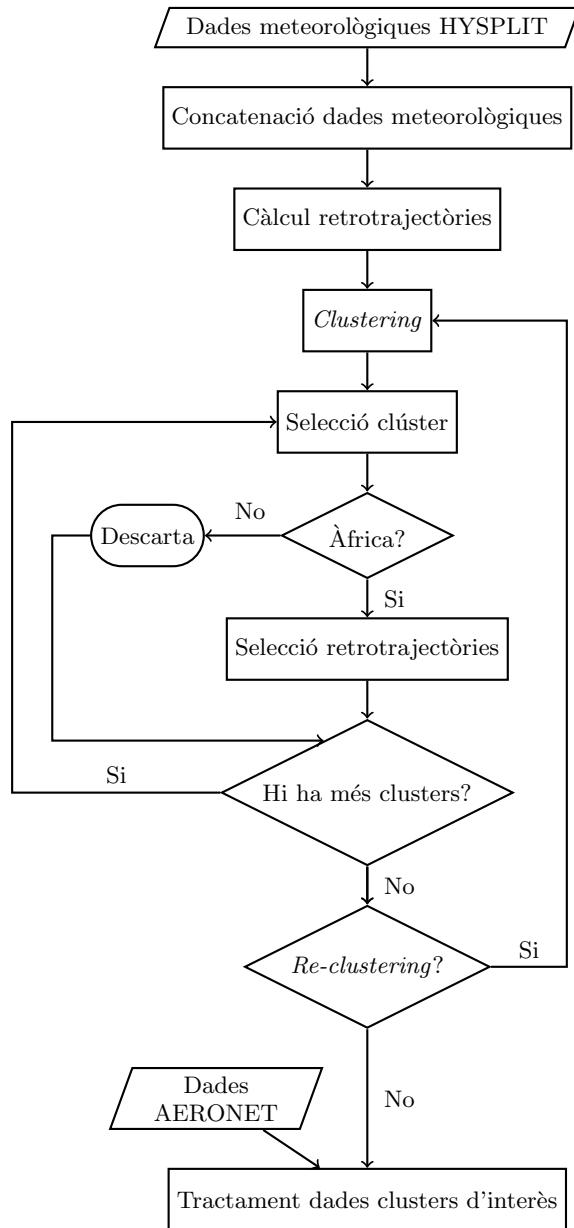 Dades meteorològiques HYSPLIT
Concatenació dades meteorològiques
Càlcul retrotrajectòries
Clustering
Selecció clúster
No
Descarta
Àfrica?
Si
Selecció retrotrajectòries
Si
Hi ha més clusters?
No
Re-clustering?
Si
Dades
AERONET
No
Tractament dades clusters d'interès